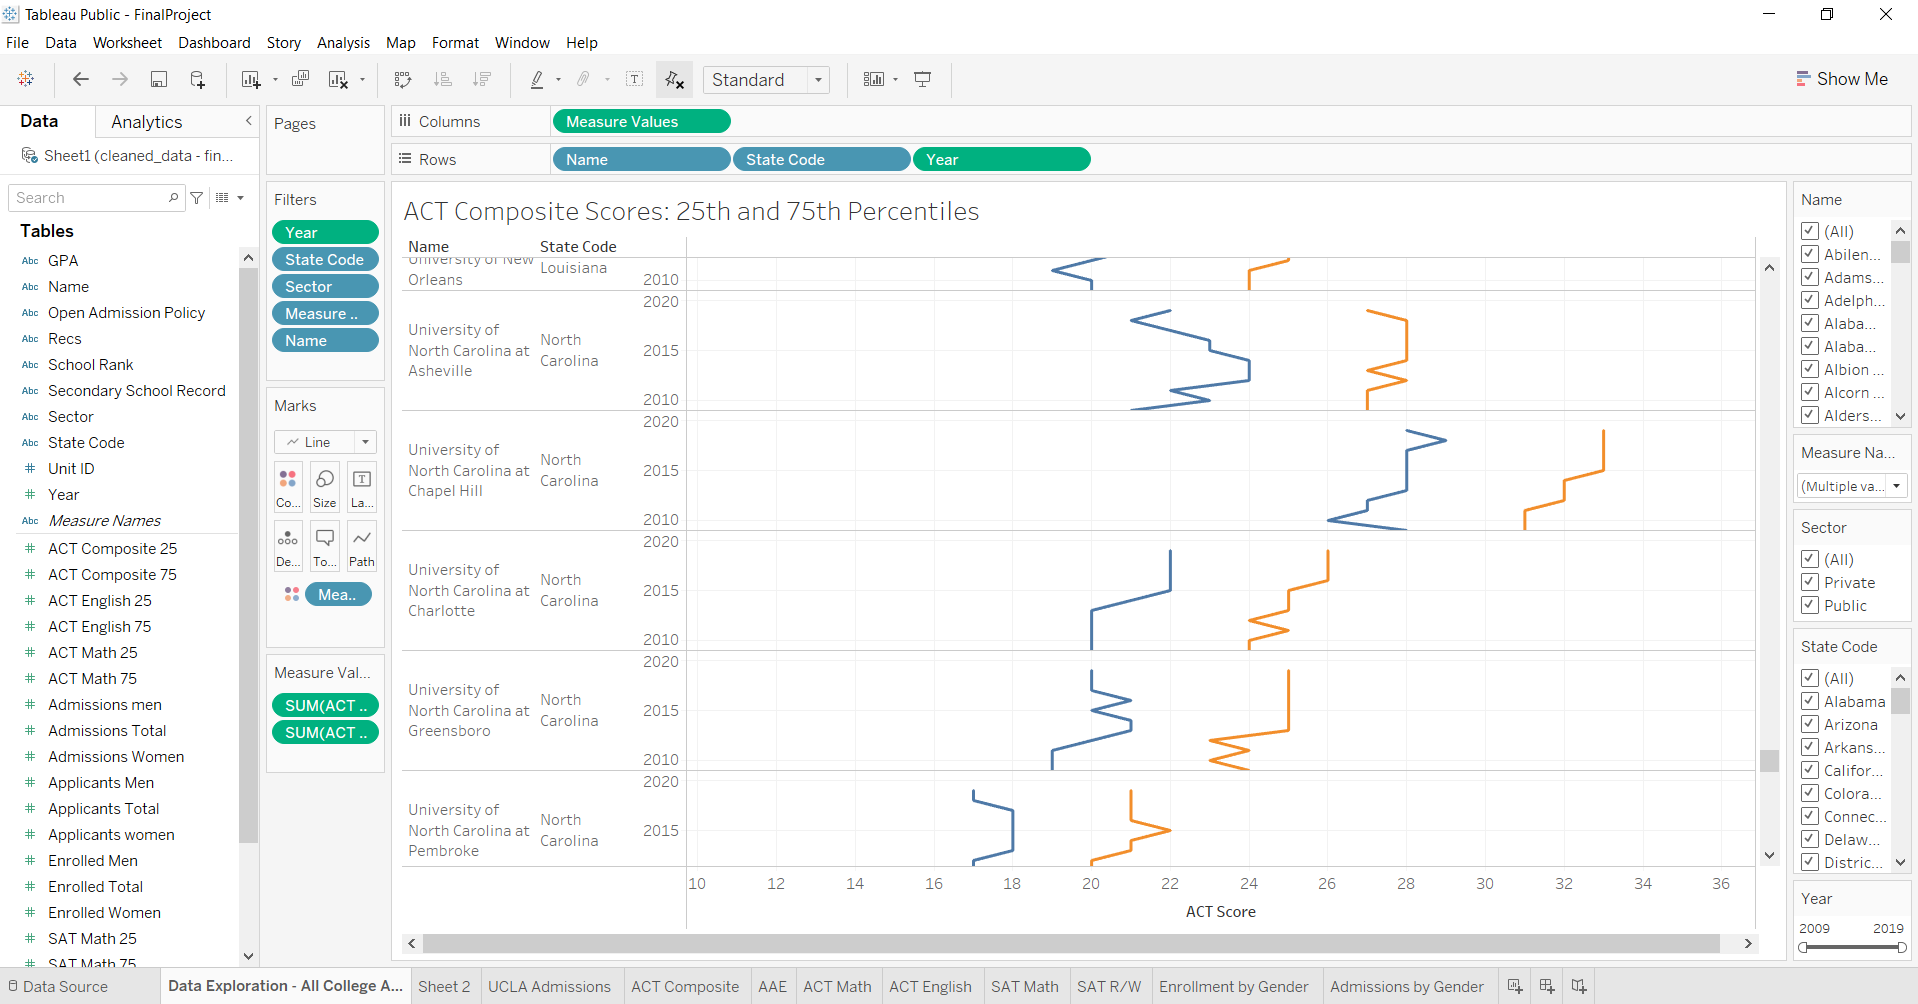 Tableau Public - FinalProject
File Data Worksheet Dashboard Story Analysis Map Format Window Help
Standard
Show Me
Data Analytics
Sheet1 (cleaned_data - fin...
Search
Tables
Abc GPA
Abc Name
Abc Open Admission Policy
Abc Recs
Abc School Rank
Abc Secondary School Record
Abc Sector
Abc State Code
# Unit ID
# Year
Abc Measure Names
# ACT Composite 25
# ACT Composite 75
# ACT English 25
# ACT English 75
# ACT Math 25
# ACT Math 75
# Admissions men
# Admissions Total
# Admissions Women
# Applicants Men
# Applicants Total
# Applicants women
# Enrolled Men
# Enrolled Total
# Enrolled Women
# SAT Math 25
# SAT Math 75
Pages
Filters
Year
State Code
Sector
Measure ..
Name
Marks
Line
Co... Size La...
De... To... Path
Mea..
Measure Val...
SUM(ACT ..
SUM(ACT ..
Columns Measure Values
Rows Name State Code Year
ACT Composite Scores: 25th and 75th Percentiles
Name State Code
University of New
Orleans
Louisiana
2010
University of
North Carolina at
Asheville
North
Carolina
2020
2015
2010
University of
North Carolina at
Chapel Hill
North
Carolina
2020
2015
2010
University of
North Carolina at
Charlotte
North
Carolina
2020
2015
2010
University of
North Carolina at
Greensboro
North
Carolina
2020
2015
2010
University of
North Carolina at
Pembroke
North
Carolina
2020
2015
10 12 14 16 18 20 22 24 26 28 30 32 34 36
ACT Score
Name
(All)
Abilen...
Adams...
Adelph...
Alaba...
Alaba...
Albion ...
Alcorn ...
Alders...
Measure Na...
(Multiple va...
Sector
(All)
Private
Public
State Code
(All)
Alabama
Arizona
Arkans...
Califor...
Colora...
Connec...
Delaw...
Distric...
Year
2009 2019
Data Source Data Exploration - All College A... Sheet 2 UCLA Admissions ACT Composite AAE ACT Math ACT English SAT Math SAT R/W Enrollment by Gender Admissions by Gender